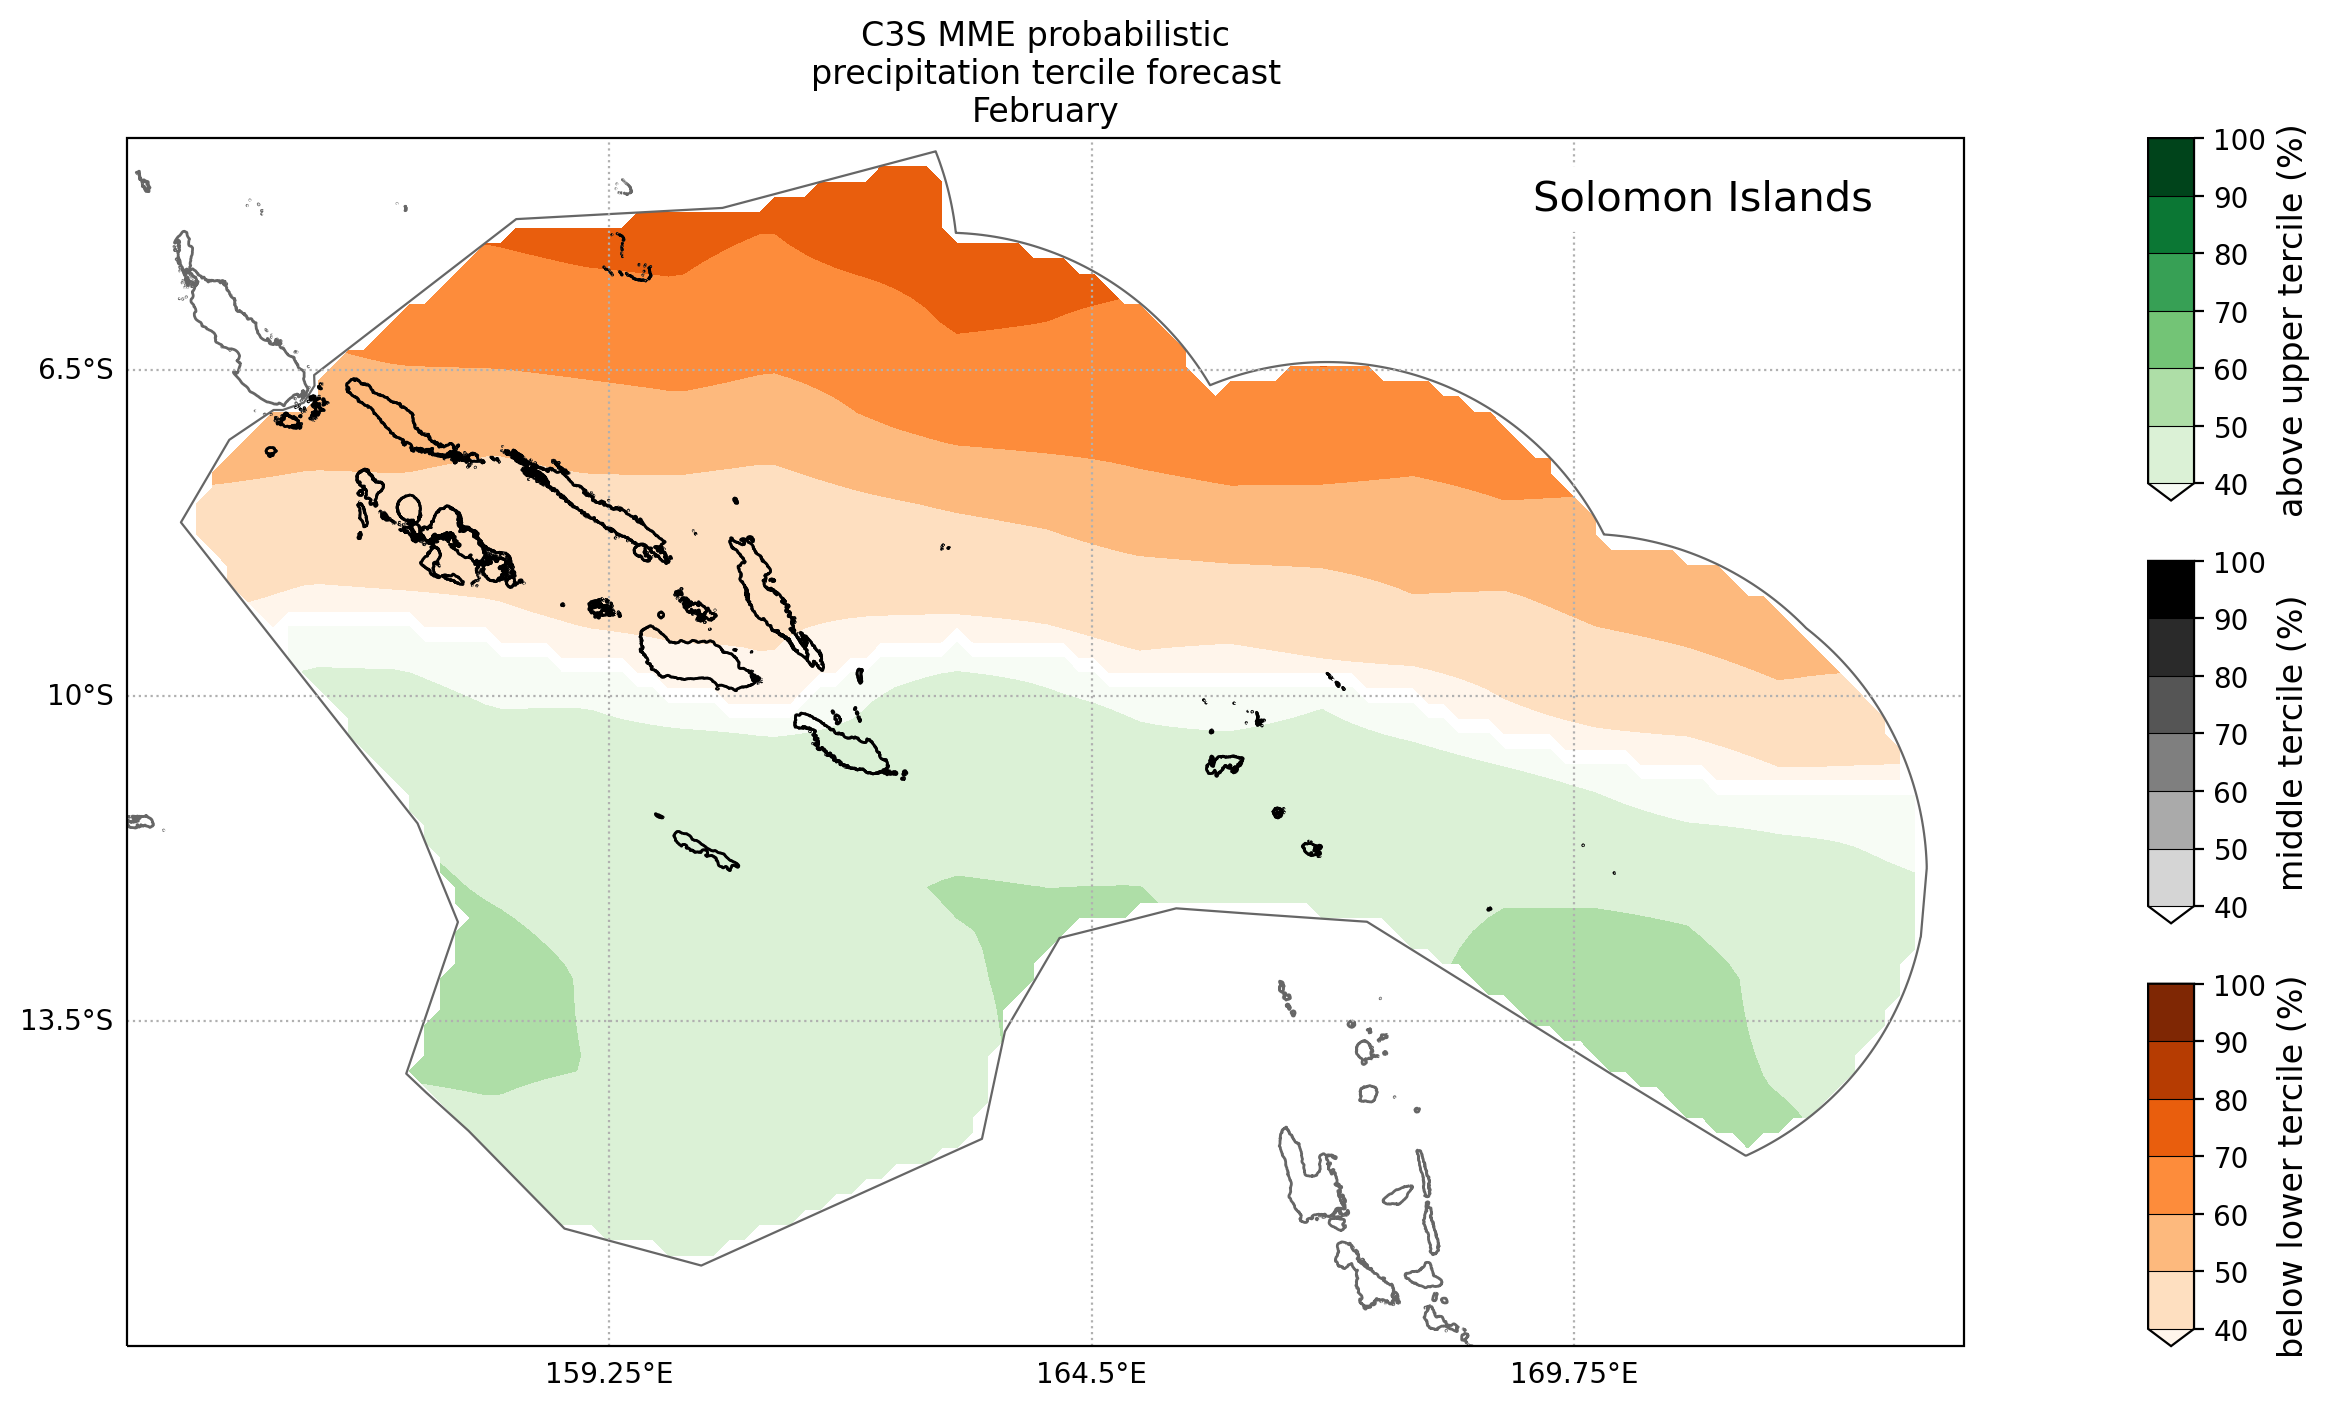 C3S MME probabilistic
precipitation tercile forecast
February
Solomon Islands
6.5°S
10°S
13.5°S
159.25°E
164.5°E
169.75°E
100
90
80
70
60
50
40
above upper tercile (%)
100
90
80
70
60
50
40
middle tercile (%)
100
90
80
70
60
50
40
below lower tercile (%)